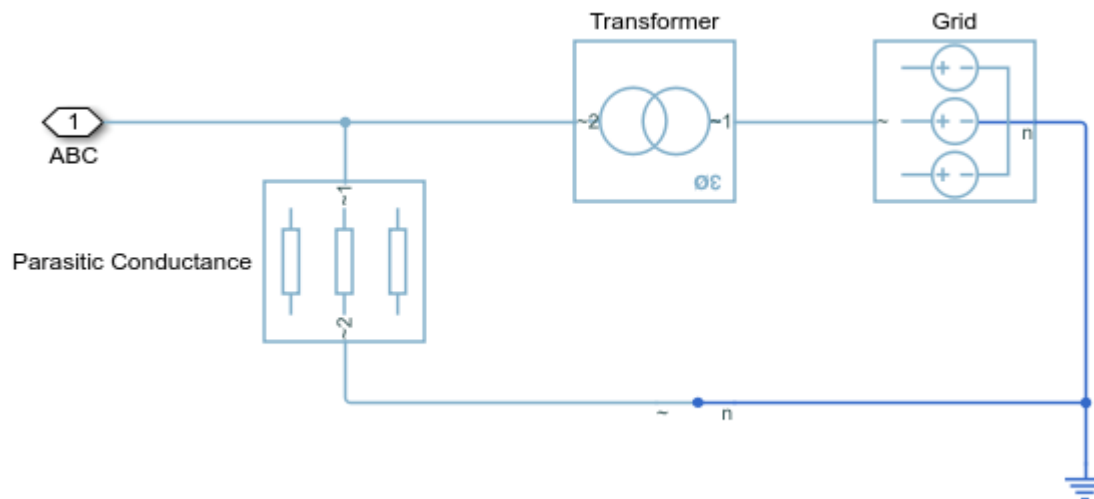 Transformer
Grid
1
ABC
~2
~1
3Ø
~
n
+ -
+ -
+ -
~1
Parasitic Conductance
~2
~
n